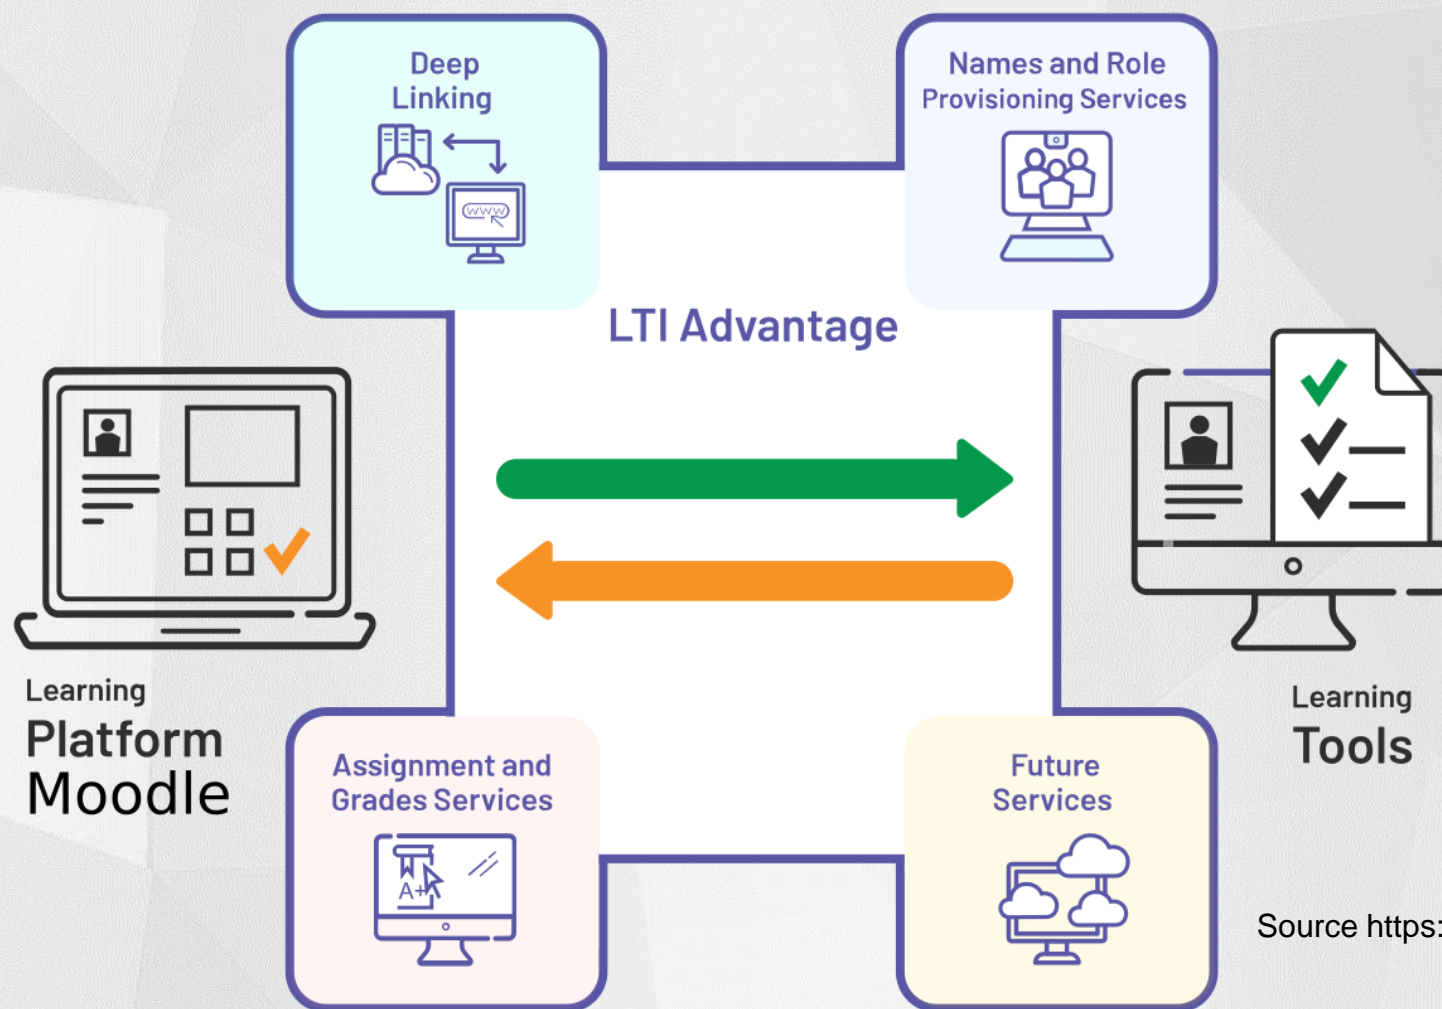 Deep
Linking
www
Names and Role
Provisioning Services
LTI Advantage
Learning
Platform
Moodle
Learning
Tools
Assignment and
Grades Services
A+
Future
Services
Source https: